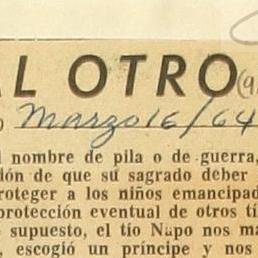 AL OTRO (a
o Marzo 16/64
l nombre de pila o de guerra,
ión de que su sagrado deber
roteger a los niños emancipad
protección eventual de otros tí
supuesto, el tío Napo nos ma
, escogió un príncipe y nos